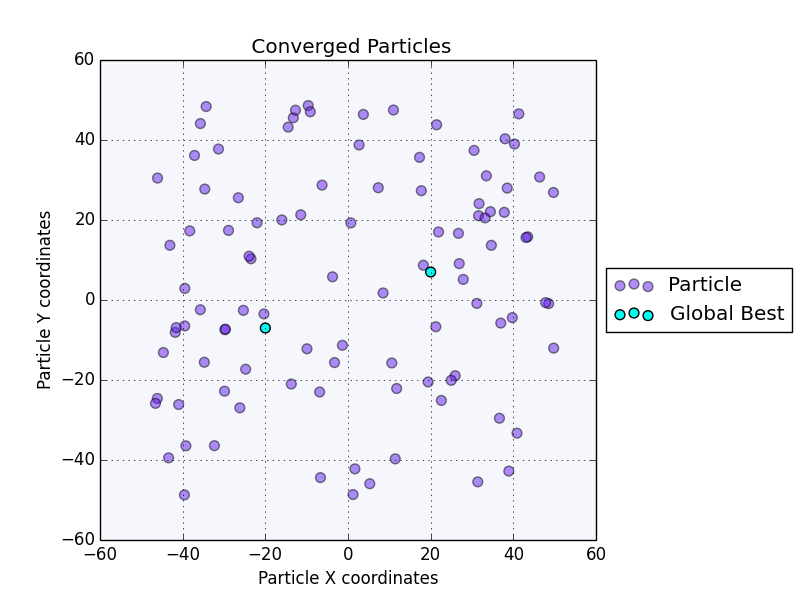 Converged Particles
60
40
20
0
−20
−40
−60
−60 −40 −20 0 20 40 60
Particle Y coordinates
Particle X coordinates
Particle
Global Best